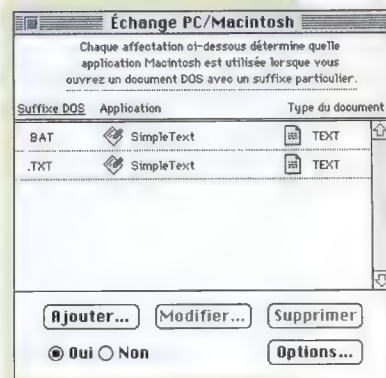 Échange PC/Macintosh
Chaque affectation ci-dessous détermine quelle
application Macintosh est utilisée lorsque vous
ouvrez un document DOS avec un suffixe particulier.
Suffixe DOS Application Type du document
.BAT SimpleText TEXT
.TXT SimpleText TEXT
Ajouter... Modifier... Supprimer
Oui Non Options...